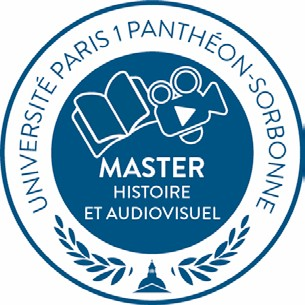 UNIVERSITÉ PARIS 1 PANTHÉON-SORBONNE
MASTER
HISTOIRE
ET AUDIOVISUEL